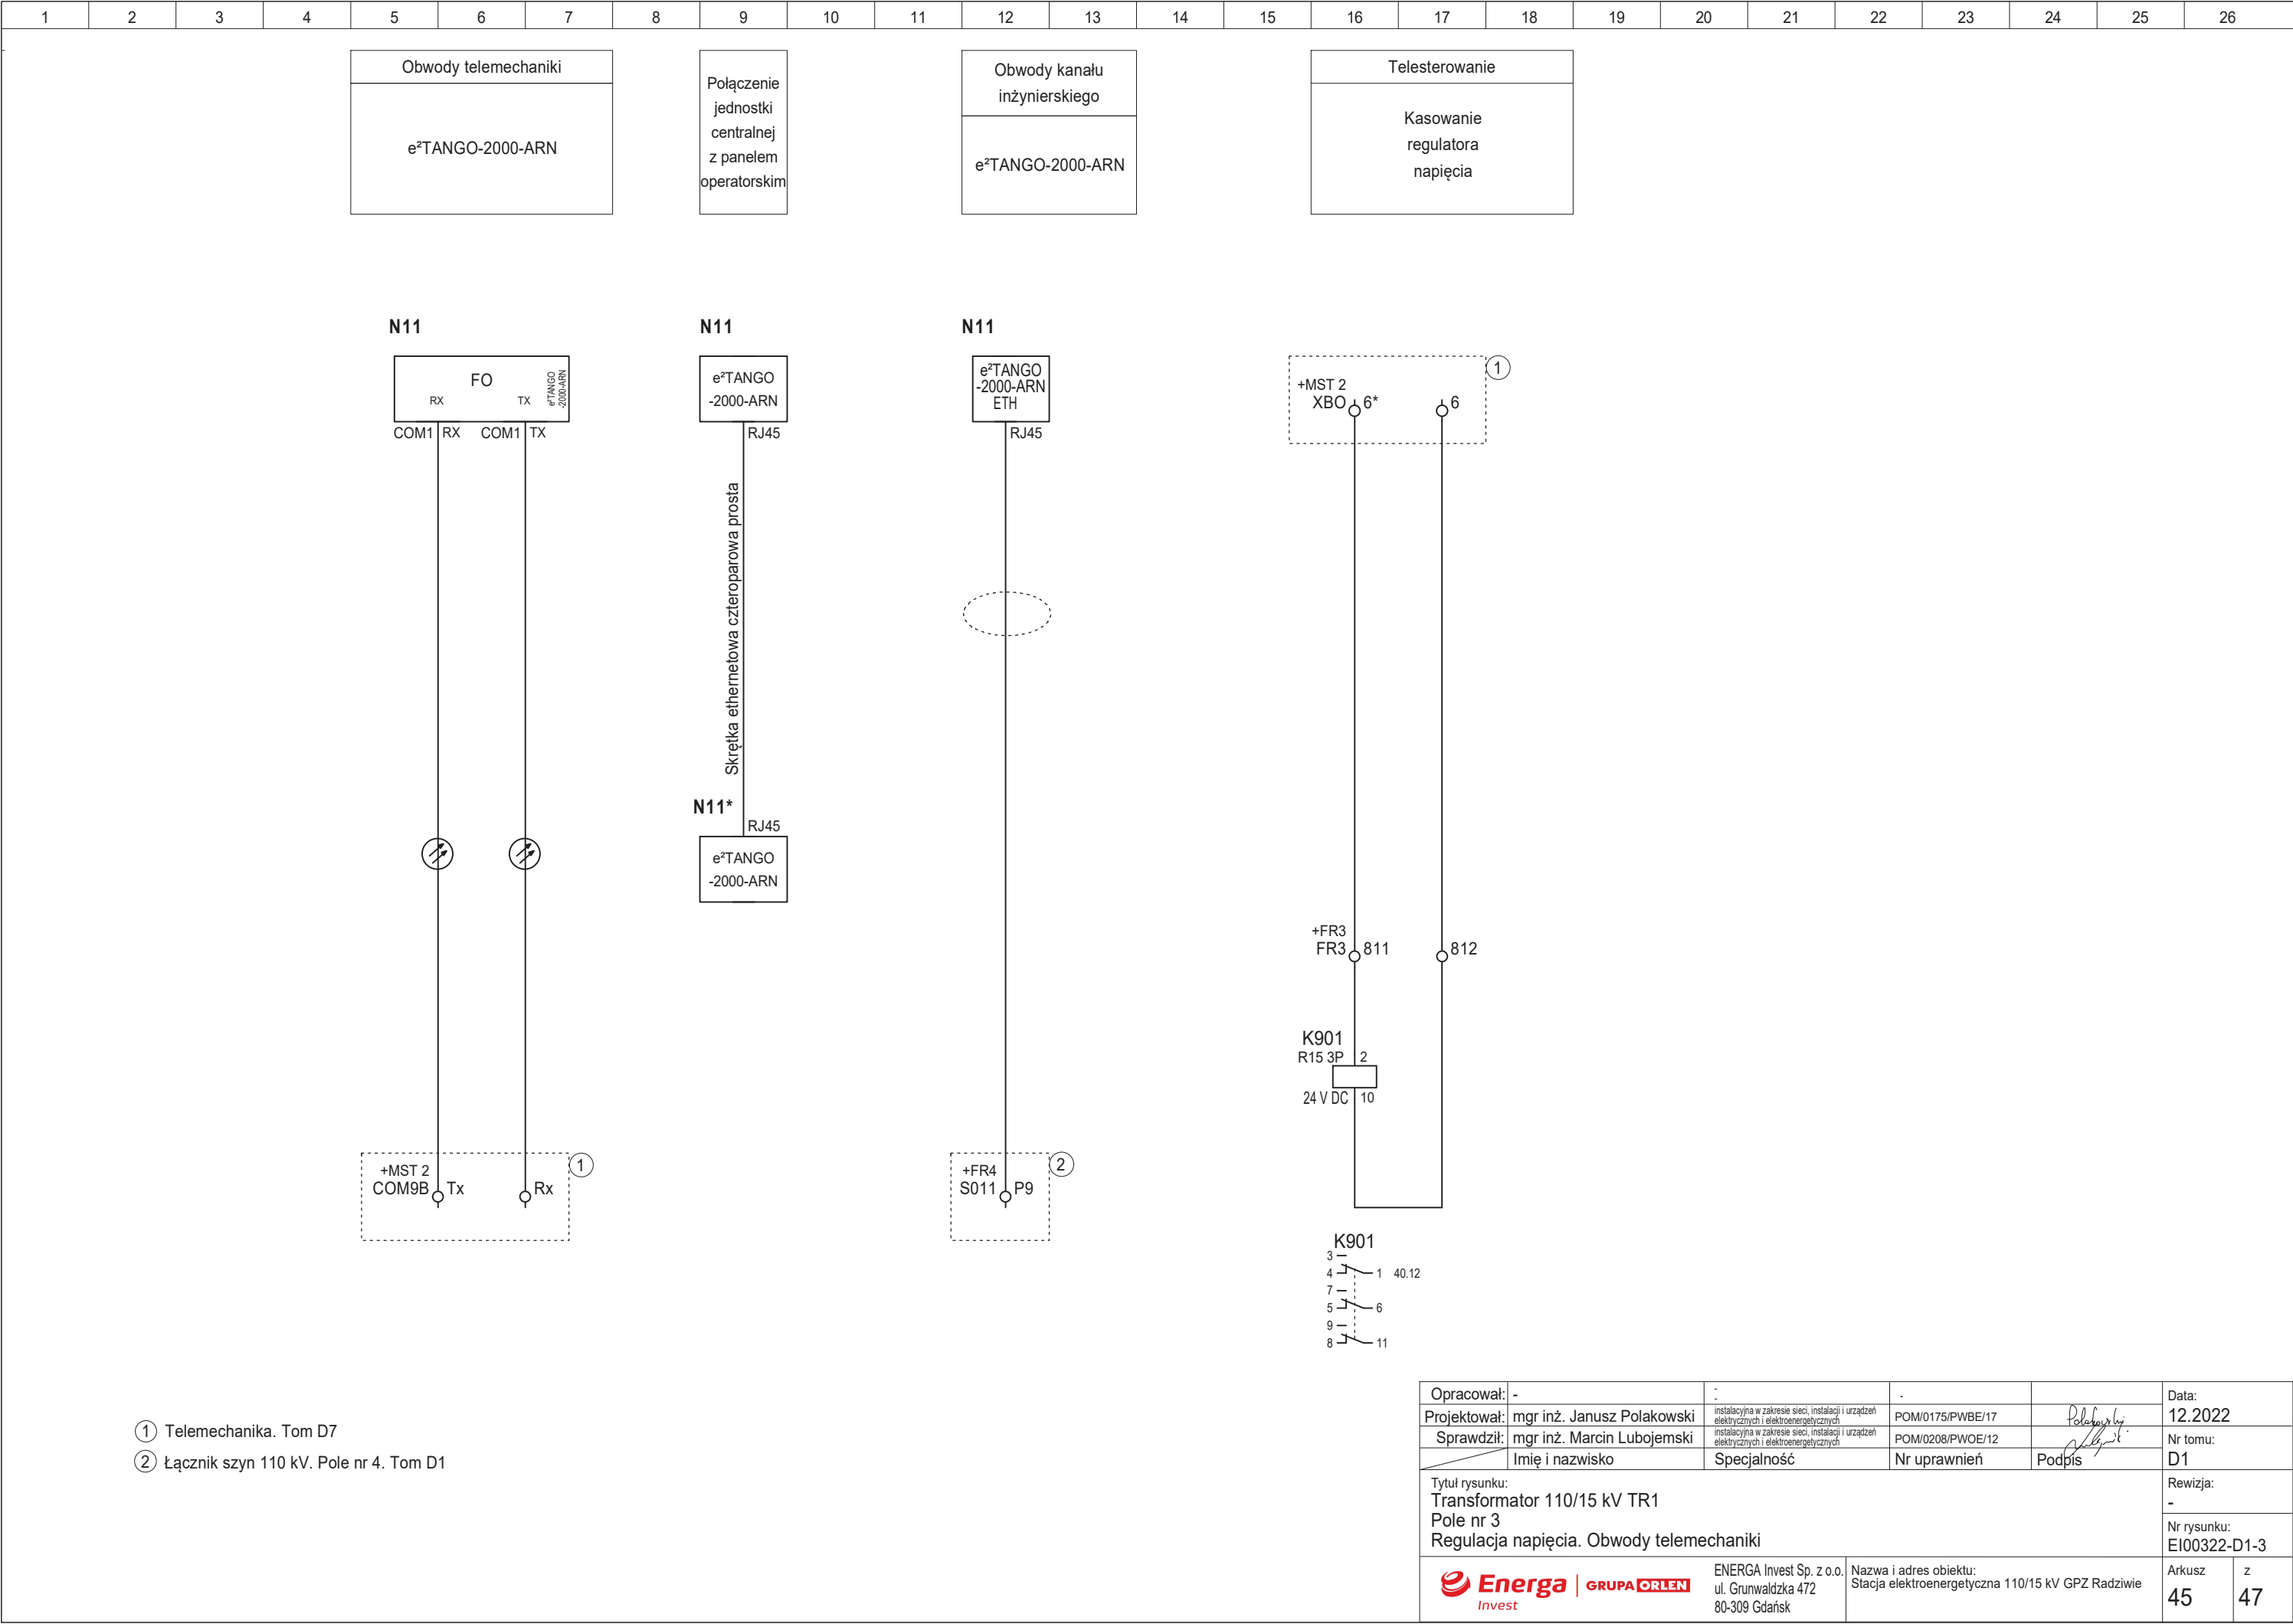 1 2 3 4 5 6 7 8 9 10 11 12 13 14 15 16 17 18 19 20 21 22 23 24 25 26
Obwody telemechaniki
e²TANGO-2000-ARN
Połączenie
jednostki
centralnej
z panelem
operatorskim
Obwody kanału
inżynierskiego
e²TANGO-2000-ARN
Telesterowanie
Kasowanie
regulatora
napięcia
N11
FO
RX TX
e²TANGO
-2000-ARN
COM1 RX COM1 TX
+MST 2
COM9B Tx Rx
1
N11
e²TANGO
-2000-ARN
RJ45
Skrętka ethernetowa czteroparowa prosta
N11*
RJ45
e²TANGO
-2000-ARN
N11
e²TANGO
-2000-ARN
ETH
RJ45
+FR4
S011 P9
2
1
+MST 2
XBO 6* 6
+FR3
FR3 811 812
K901
R15 3P 2
24 V DC 10
K901
3
4 1 40.12
7
5 6
9
8 11
1 Telemechanika. Tom D7
2 Łącznik szyn 110 kV. Pole nr 4. Tom D1
Opracował: - - - -
Projektował: mgr inż. Janusz Polakowski instalacyjna w zakresie sieci, instalacji i urządzeń elektrycznych i elektroenergetycznych POM/0175/PWBE/17
Sprawdził: mgr inż. Marcin Lubojemski instalacyjna w zakresie sieci, instalacji i urządzeń elektrycznych i elektroenergetycznych POM/0208/PWOE/12
Imię i nazwisko Specjalność Nr uprawnień Podpis
Data:
12.2022
Nr tomu:
D1
Tytuł rysunku:
Transformator 110/15 kV TR1
Pole nr 3
Regulacja napięcia. Obwody telemechaniki
Rewizja:
-
Nr rysunku:
EI00322-D1-3
Energa
Invest
GRUPA ORLEN
ENERGA Invest Sp. z o.o.
ul. Grunwaldzka 472
80-309 Gdańsk
Nazwa i adres obiektu:
Stacja elektroenergetyczna 110/15 kV GPZ Radziwie
Arkusz z
45 47